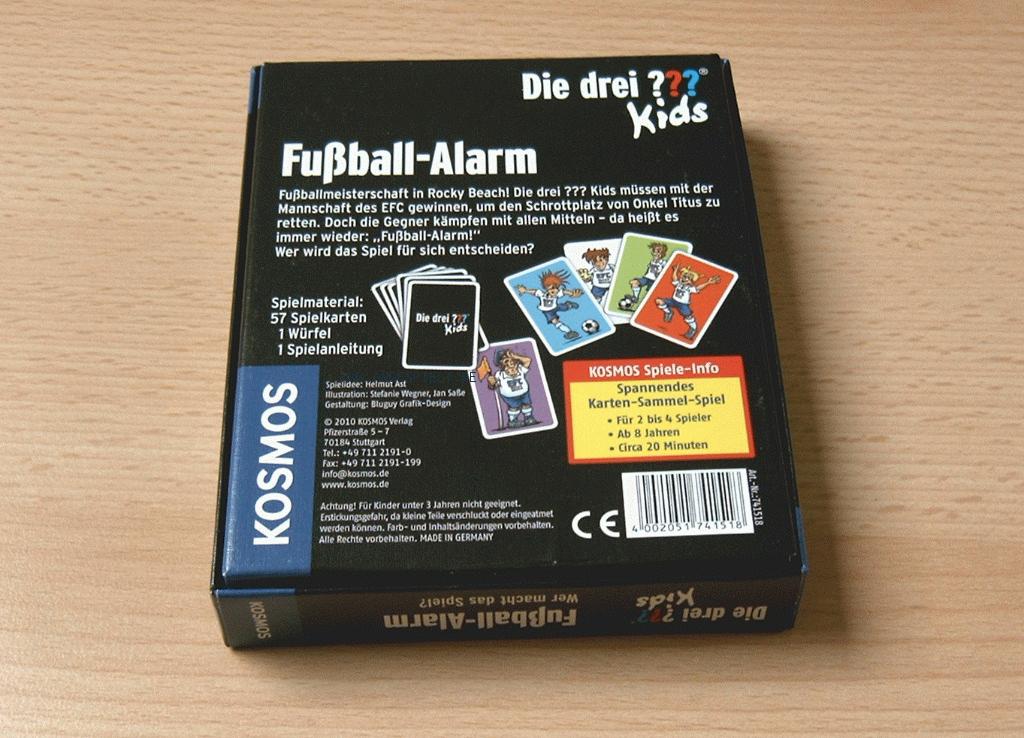 Die drei ???®
Kids
Fußball-Alarm
Fußballmeisterschaft in Rocky Beach! Die drei ??? Kids müssen mit der
Mannschaft des EFC gewinnen, um den Schrottplatz von Onkel Titus zu
retten. Doch die Gegner kämpfen mit allen Mitteln – da heißt es
immer wieder: „Fußball-Alarm!“
Wer wird das Spiel für sich entscheiden?
Spielmaterial:
57 Spielkarten
1 Würfel
1 Spielanleitung
Die drei ???
Kids
KOSMOS Spiele-Info
Spannendes
Karten-Sammel-Spiel
• Für 2 bis 4 Spieler
• Ab 8 Jahren
• Circa 20 Minuten
KOSMOS
Spielidee: Helmut Ast
Illustration: Stefanie Wegner, Jan Saße
Gestaltung: Bluguy Grafik-Design
© 2010 KOSMOS Verlag
Pfizerstraße 5 – 7
70184 Stuttgart
Tel.: +49 711 2191-0
Fax: +49 711 2191-199
info@kosmos.de
www.kosmos.de
Achtung! Für Kinder unter 3 Jahren nicht geeignet.
Erstickungsgefahr, da kleine Teile verschluckt oder eingeatmet
werden können. Farb- und Inhaltsänderungen vorbehalten.
Alle Rechte vorbehalten. MADE IN GERMANY
CE
4 002051 741518
Art.-Nr.: 741518
Die drei ???
Kids
Fußball-Alarm
Wer macht das Spiel?
KOSMOS